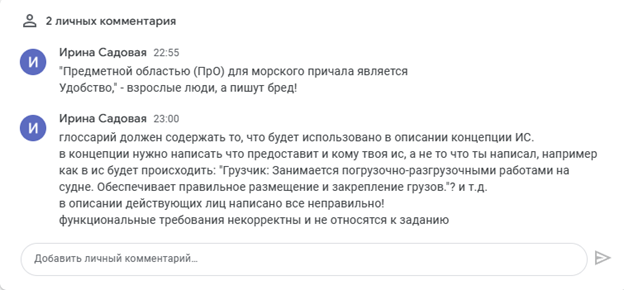 2 личных комментария
Ирина Садовая 22:55
"Предметной областью (ПрО) для морского причала является
Удобство," - взрослые люди, а пишут бред!
Ирина Садовая 23:00
глоссарий должен содержать то, что будет использовано в описании концепции ИС.
в концепции нужно написать что предоставит и кому твоя ис, а не то что ты написал, например
как в ис будет происходить: "Грузчик: Занимается погрузочно-разгрузочными работами на
судне. Обеспечивает правильное размещение и закрепление грузов."? и т.д.
в описании действующих лиц написано все неправильно!
функциональные требования некорректны и не относятся к заданию
Добавить личный комментарий...
И
И